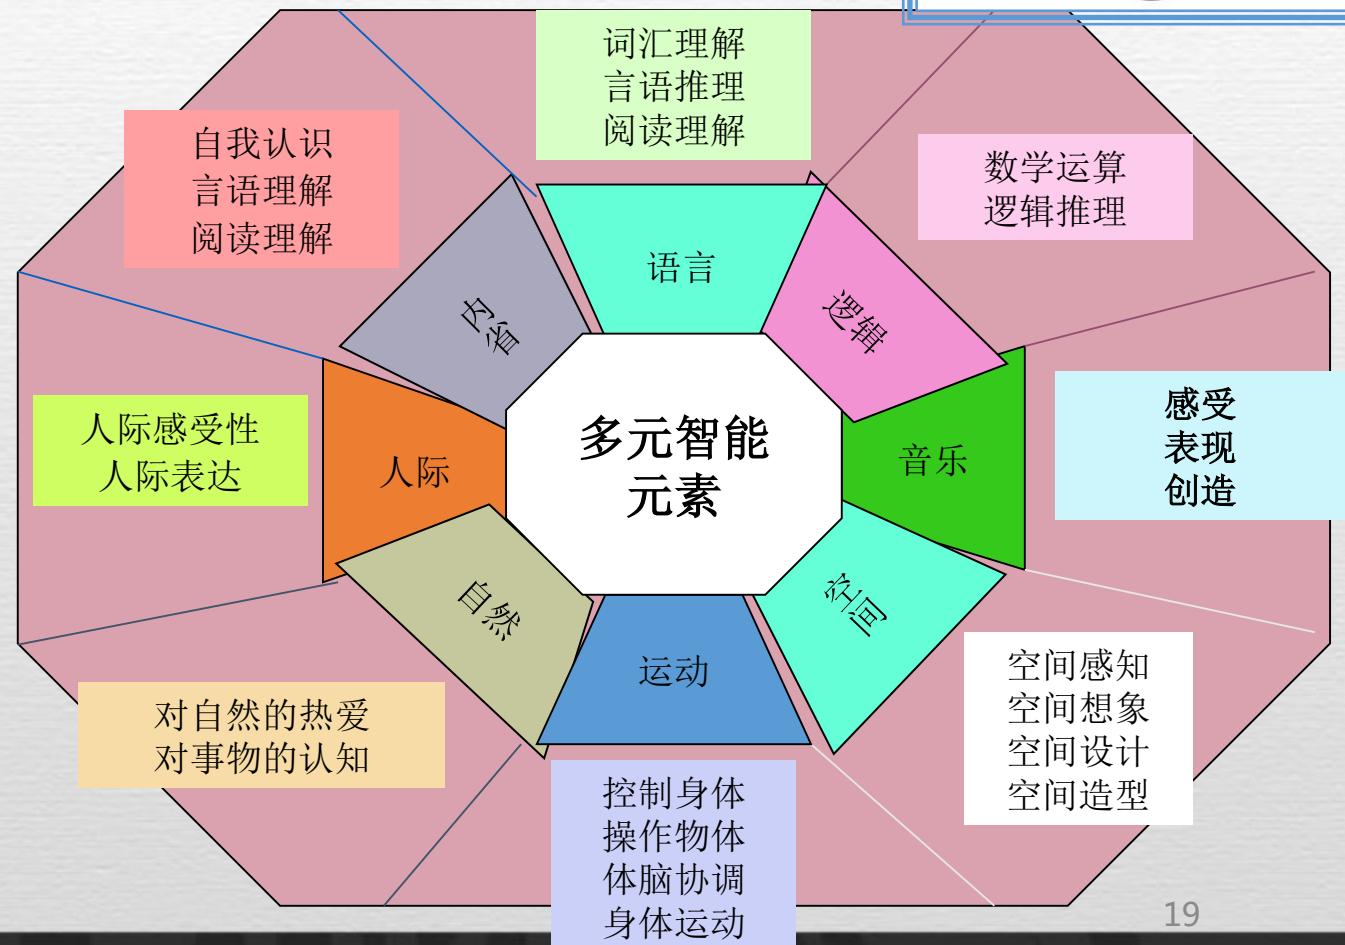 词汇理解
言语推理
阅读理解
自我认识
言语理解
阅读理解
数学运算
逻辑推理
语言
内省
逻辑
人际感受性
人际表达
人际
多元智能
元素
音乐
感受
表现
创造
自然
空间
运动
对自然的热爱
对事物的认知
空间感知
空间想象
空间设计
空间造型
控制身体
操作物体
体脑协调
身体运动
19